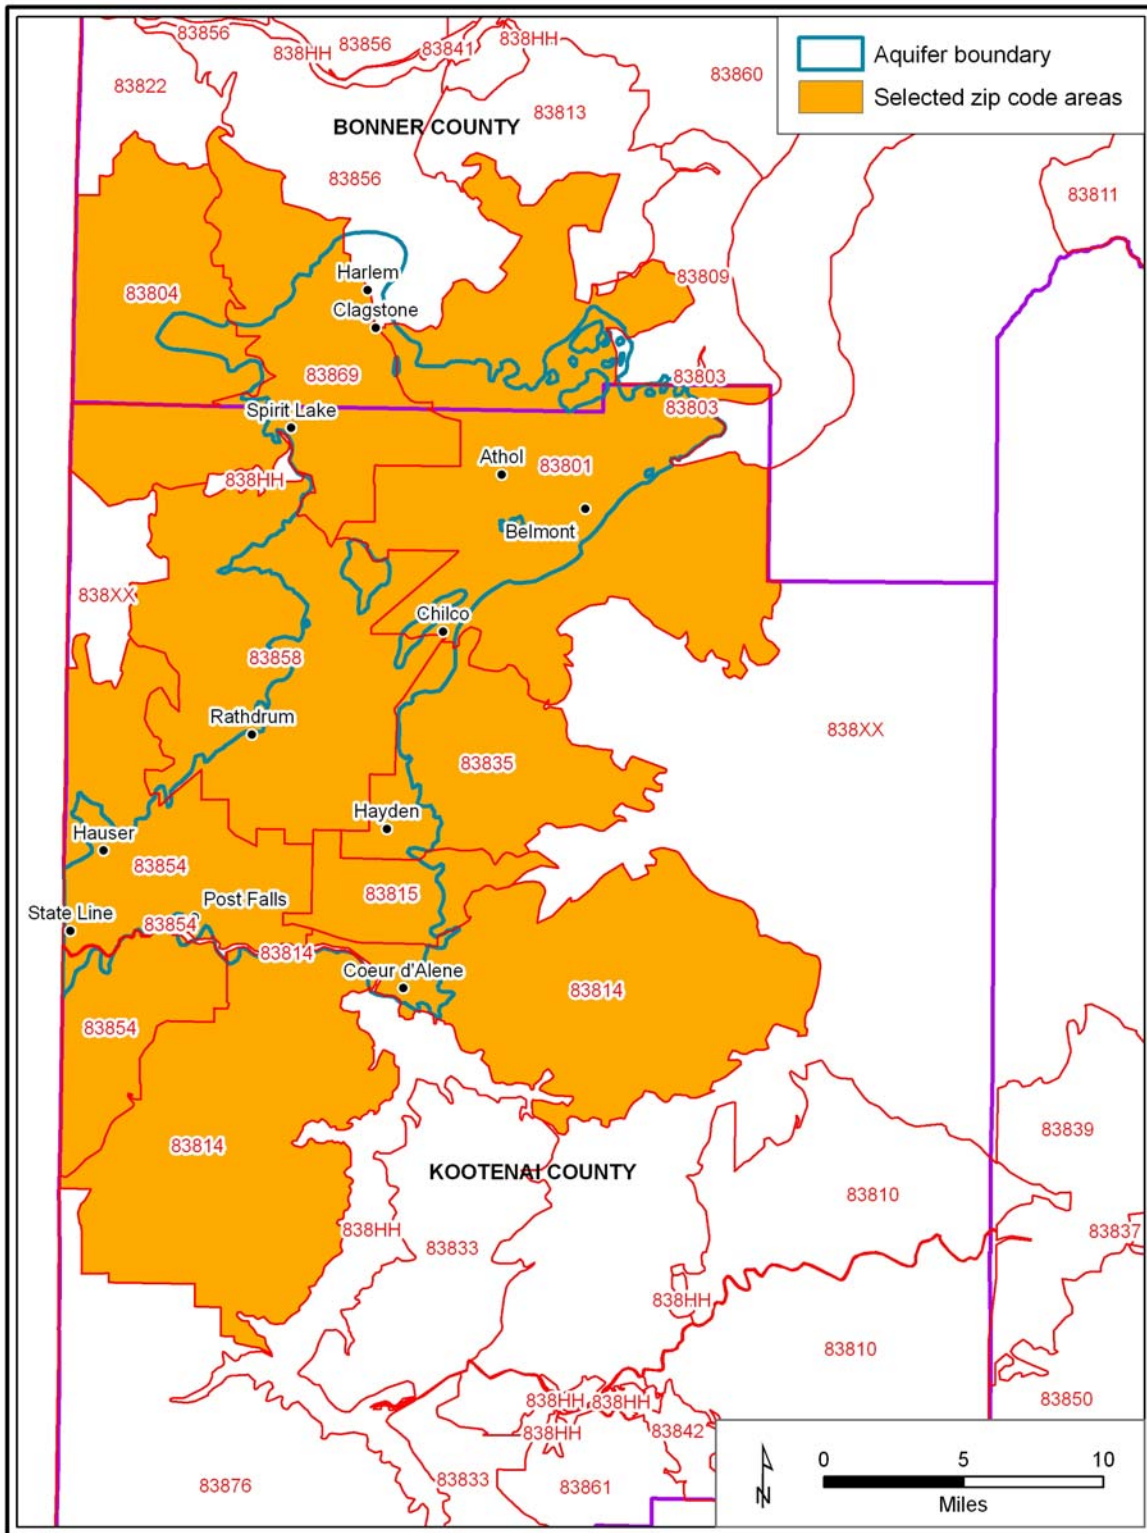 83856
838HH
83856
83841
838HH
83860
Aquifer boundary
Selected zip code areas
83822
83813
BONNER COUNTY
83856
83811
83804
Harlem
Clagstone
83809
83869
83803
83803
Spirit Lake
Athol
83801
838HH
Belmont
838XX
Chilco
83858
Rathdrum
838XX
83835
Hayden
Hauser
83854
83815
Post Falls
State Line
83854
83814
Coeur d'Alene
83814
83854
83814
83839
KOOTENAI COUNTY
83810
838HH
83833
83837
838HH
83810
838HH
838HH
83850
838HH
83842
83876
83833
83861
N
0
5
10
Miles